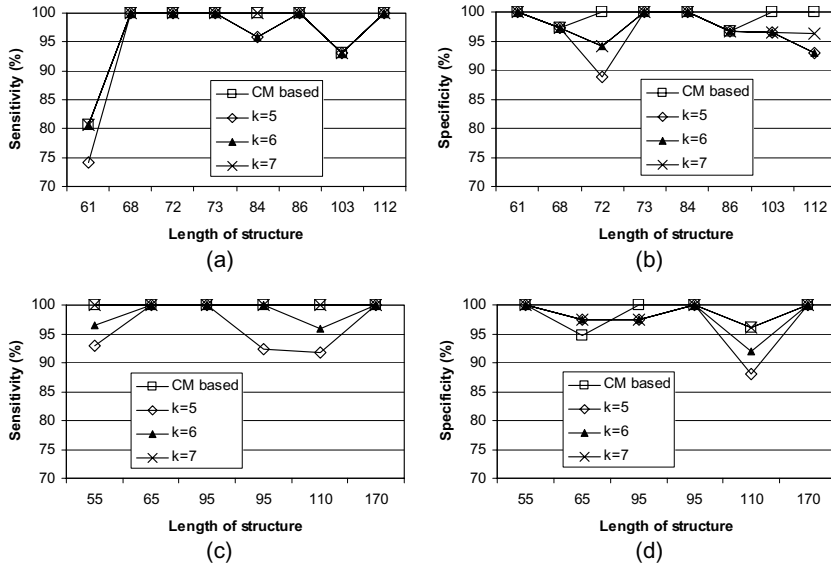 100
95
90
85
80
75
70
Sensitivity (%)
CM based
k=5
k=6
k=7
61 68 72 73 84 86 103 112
Length of structure
(a)
100
95
90
85
80
75
70
Specificity (%)
CM based
k=5
k=6
k=7
61 68 72 73 84 86 103 112
Length of structure
(b)
100
95
90
85
80
75
70
Sensitivity (%)
CM based
k=5
k=6
k=7
55 65 95 95 110 170
Length of structure
(c)
100
95
90
85
80
75
70
Specificity (%)
CM based
k=5
k=6
k=7
55 65 95 95 110 170
Length of structure
(d)